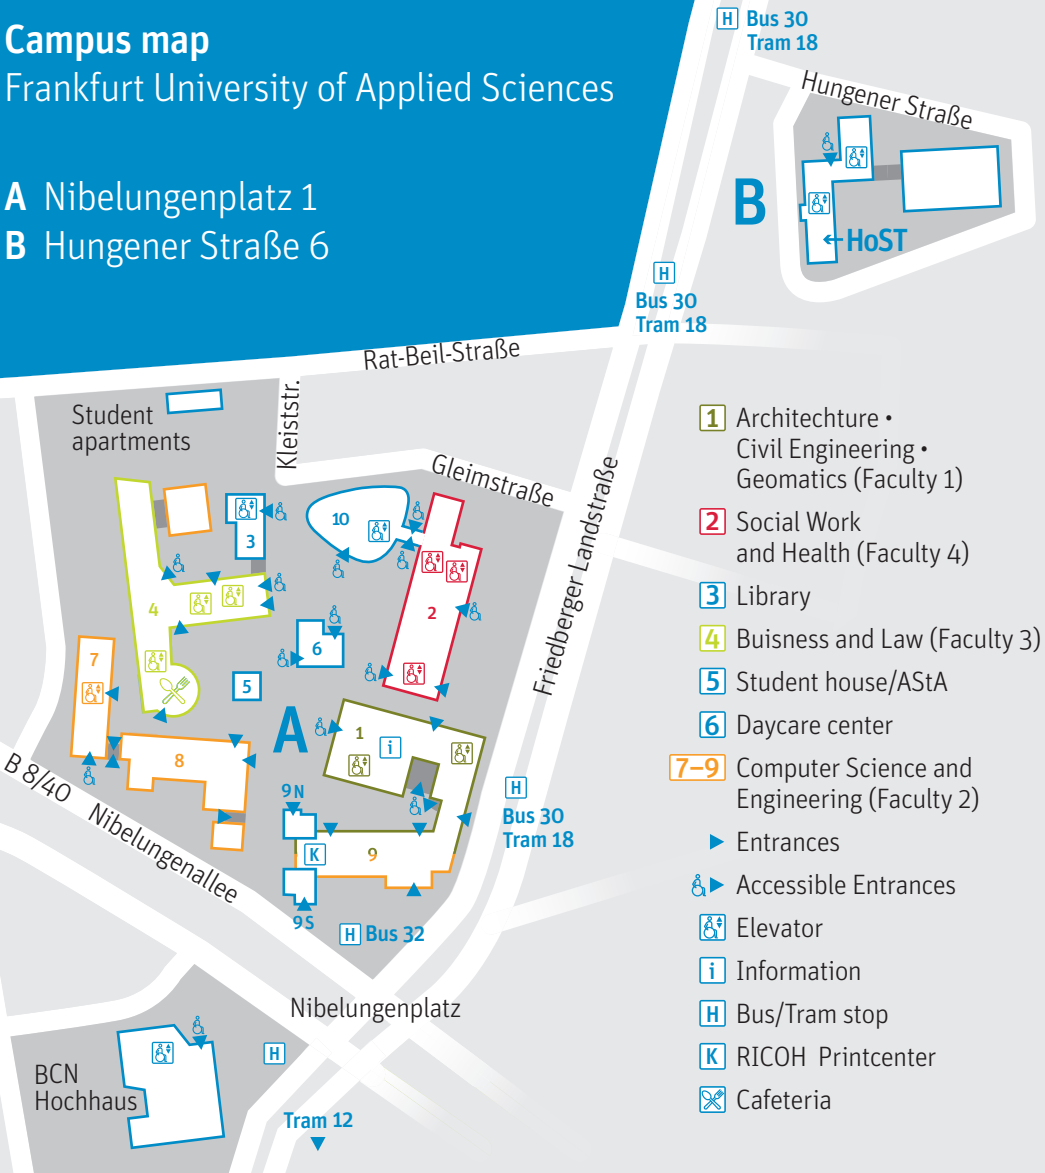 Campus map
Frankfurt University of Applied Sciences
A Nibelungenplatz 1
B Hungener Straße 6
H Bus 30
Tram 18
Hungener Straße
B
HoST
H
Bus 30
Tram 18
Rat-Beil-Straße
Student
apartments
Kleiststr.
Gleimstraße
Friedberger Landstraße
10
3
4
2
6
7
5
A
1
i
8
B 8/40 Nibelungenallee
9N
K
9
9S
H
Bus 30
Tram 18
H Bus 32
Nibelungenplatz
BCN
Hochhaus
H
Tram 12
1 Architechture •
Civil Engineering •
Geomatics (Faculty 1)
2 Social Work
and Health (Faculty 4)
3 Library
4 Buisness and Law (Faculty 3)
5 Student house/AStA
6 Daycare center
7–9 Computer Science and
Engineering (Faculty 2)
Entrances
Accessible Entrances
Elevator
i Information
H Bus/Tram stop
K RICOH Printcenter
Cafeteria